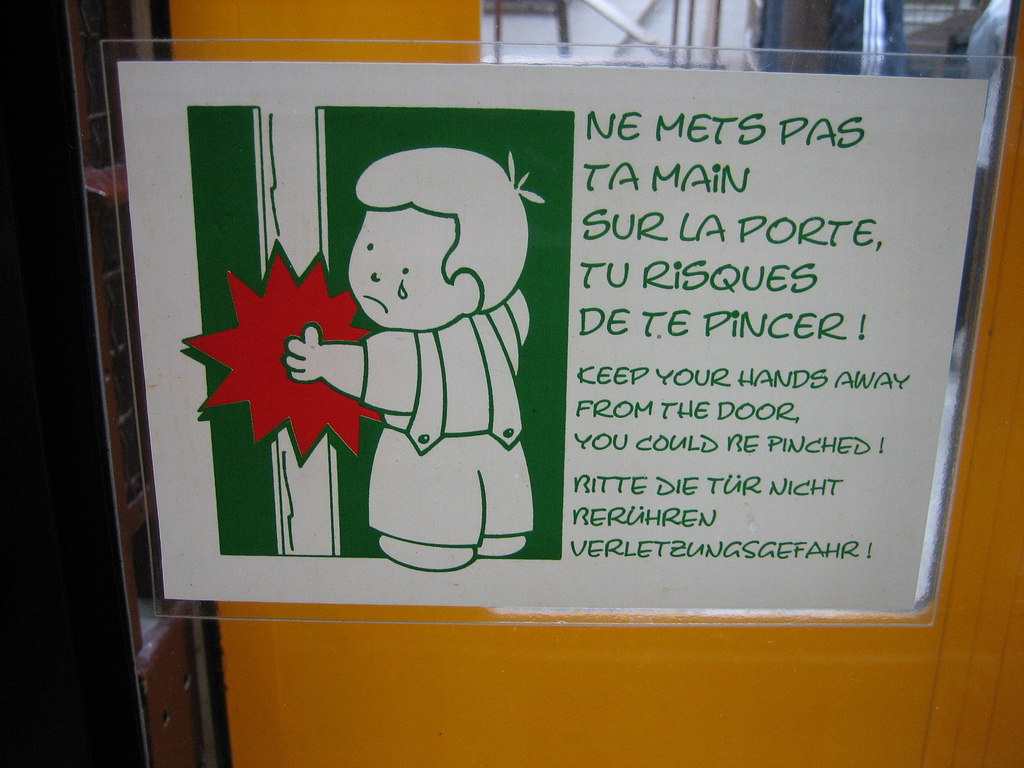 NE METS PAS
TA MAIN
SUR LA PORTE,
TU RISQUES
DE TE PINCER !
KEEP YOUR HANDS AWAY
FROM THE DOOR,
YOU COULD BE PINCHED !
BITTE DIE TÜR NICHT
BERÜHREN
VERLETZUNGSGEFAHR !